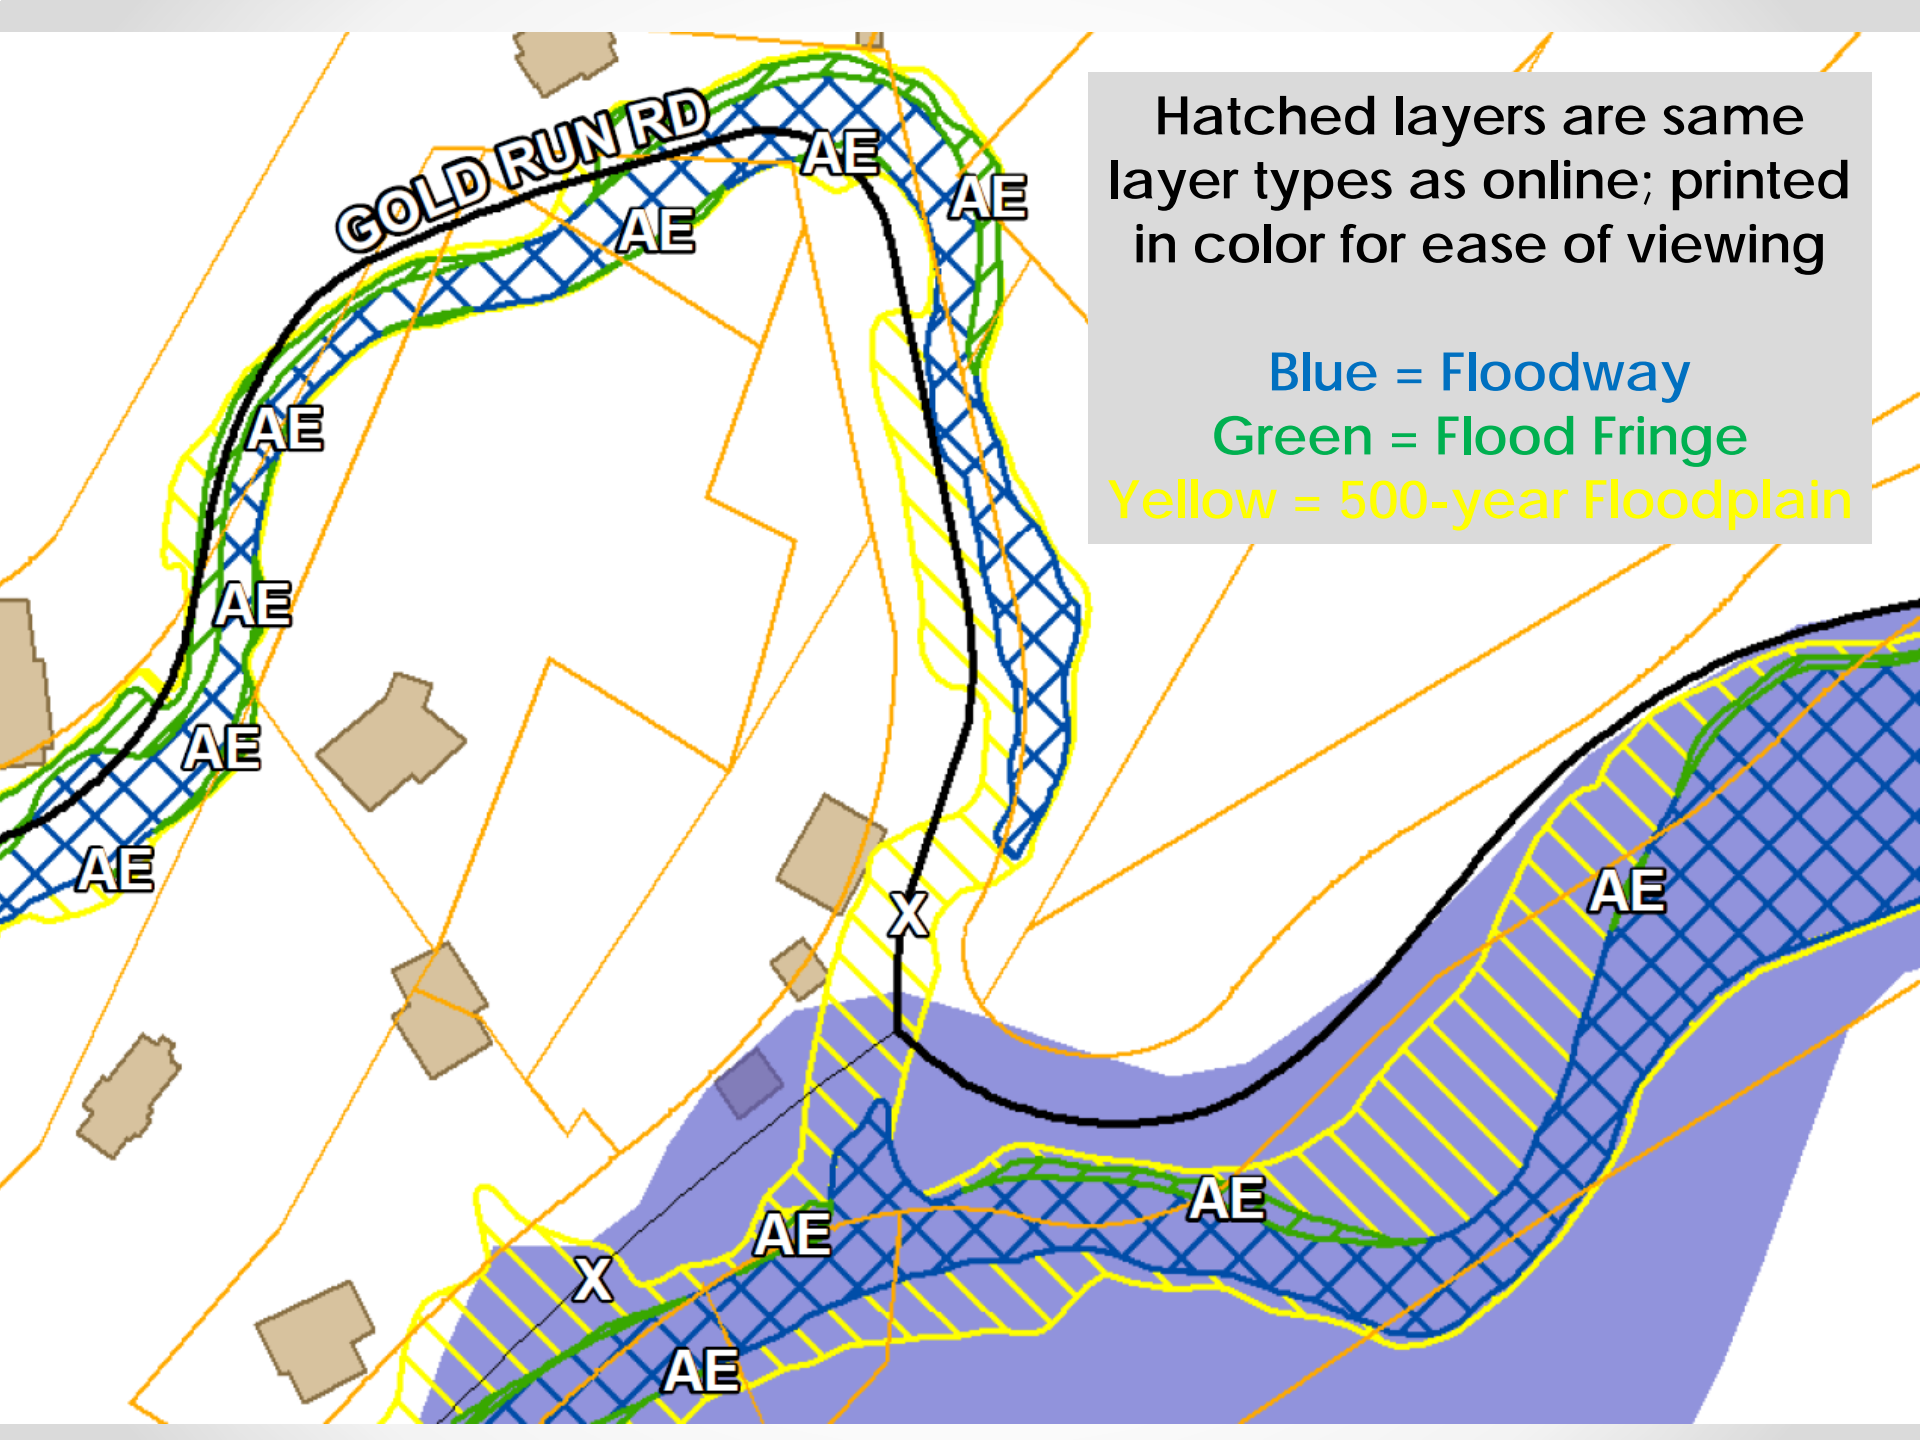 GOLD RUN RD
AE
AE
AE
Hatched layers are same
layer types as online; printed
in color for ease of viewing
Blue = Floodway
Green = Flood Fringe
Yellow = 500-year Floodplain
AE
AE
AE
AE
X
AE
AE
AE
X
AE